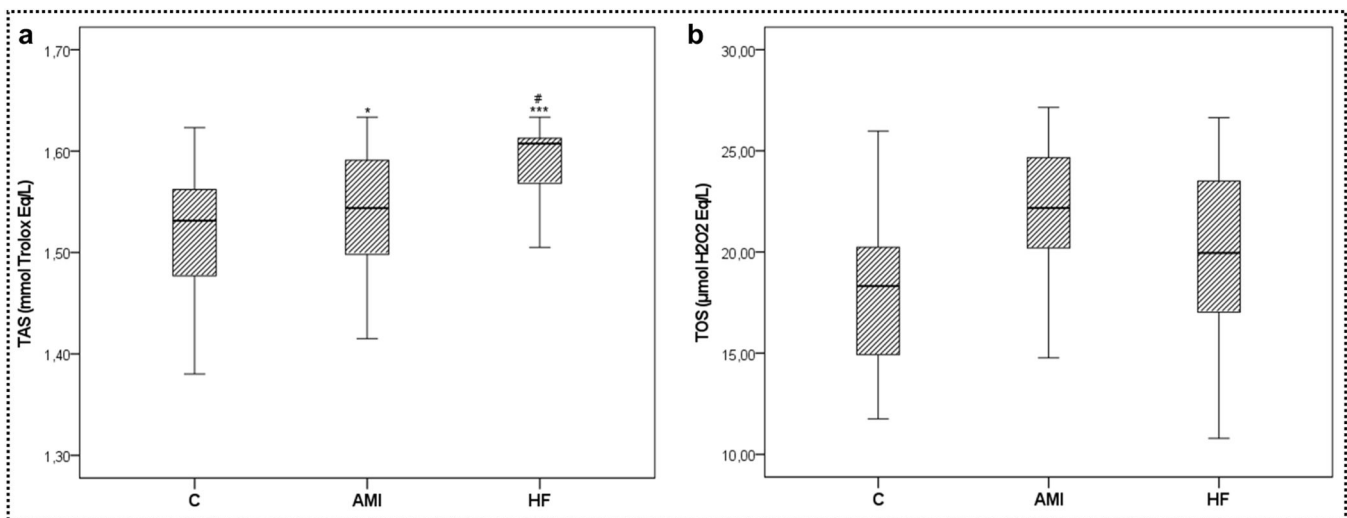 a
1,70
1,60
1,50
1,40
1,30
TAS (mmol Trolox Eq/L)
*
#
***
C AMI HF
b
30,00
25,00
20,00
15,00
10,00
TOS (µmol H2O2 Eq/L)
C AMI HF